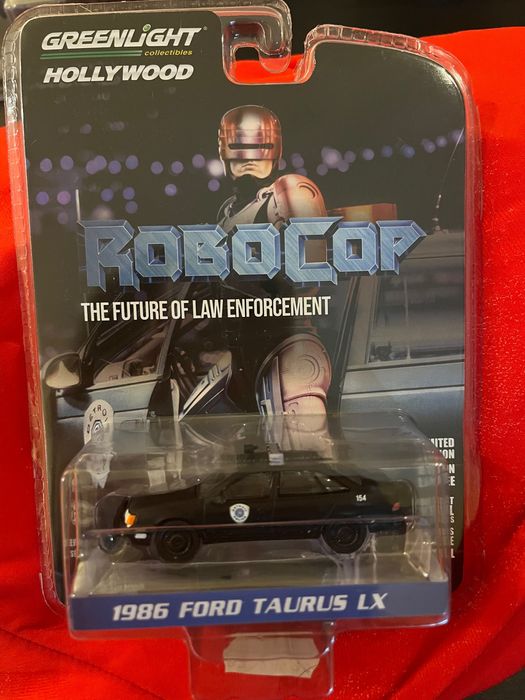 GREENLiGHT
collectibles
HOLLYWOOD
ROBOCOP
THE FUTURE OF LAW ENFORCEMENT
154
1986 FORD TAURUS LX